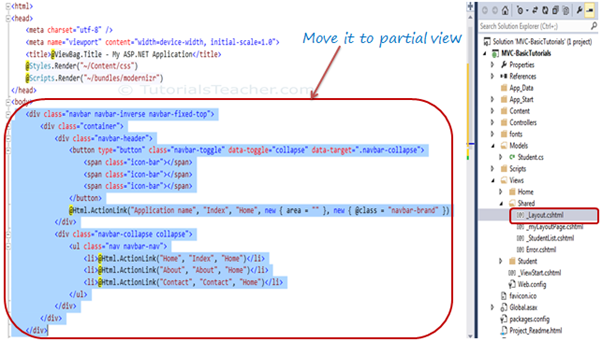 <html>
<head>
<meta charset="utf-8" />
<meta name="viewport" content="width=device-width, initial-scale=1.0">
<title>@ViewBag.Title - My ASP.NET Application</title>
@Styles.Render("~/Content/css")
@Scripts.Render("~/bundles/modernizr")
</head>
<body>
<div class="navbar navbar-inverse navbar-fixed-top">
<div class="container">
<div class="navbar-header">
<button type="button" class="navbar-toggle" data-toggle="collapse" data-target=".navbar-collapse">
<span class="icon-bar"></span>
<span class="icon-bar"></span>
<span class="icon-bar"></span>
</button>
@Html.ActionLink("Application name", "Index", "Home", new { area = "" }, new { @class = "navbar-brand" })
</div>
<div class="navbar-collapse collapse">
<ul class="nav navbar-nav">
<li>@Html.ActionLink("Home", "Index", "Home")</li>
<li>@Html.ActionLink("About", "About", "Home")</li>
<li>@Html.ActionLink("Contact", "Contact", "Home")</li>
</ul>
</div>
</div>
</div>
Move it to partial view
© TutorialsTeacher.com
Search Solution Explorer (Ctrl+;)
Solution 'MVC-BasicTutorials' (1 project)
MVC-BasicTutorials
Properties
References
App_Data
App_Start
Content
Controllers
fonts
Models
Student.cs
Scripts
Views
Home
Shared
_Layout.cshtml
_myLayoutPage.cshtml
_StudentList.cshtml
Error.cshtml
Student
_ViewStart.cshtml
Web.config
favicon.ico
Global.asax
packages.config
Project_Readme.html